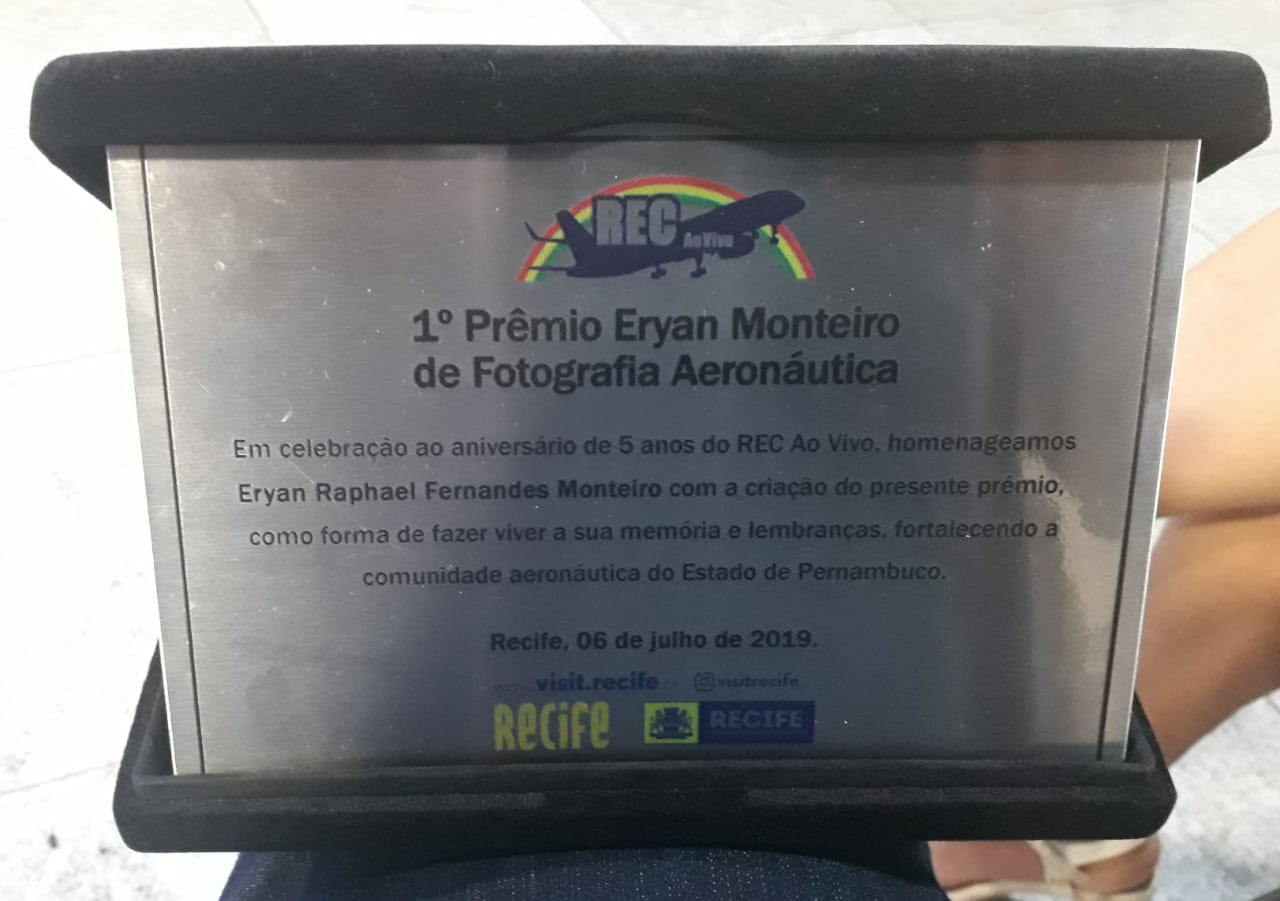 REC
Ao Vivo
1º Prêmio Eryan Monteiro
de Fotografia Aeronáutica
Em celebração ao aniversário de 5 anos do REC Ao Vivo, homenageamos
Eryan Raphael Fernandes Monteiro com a criação do presente prêmio,
como forma de fazer viver a sua memória e lembranças, fortalecendo a
comunidade aeronáutica do Estado de Pernambuco.
Recife, 06 de julho de 2019.
visit.recife visitrecife
RECIFE RECIFE